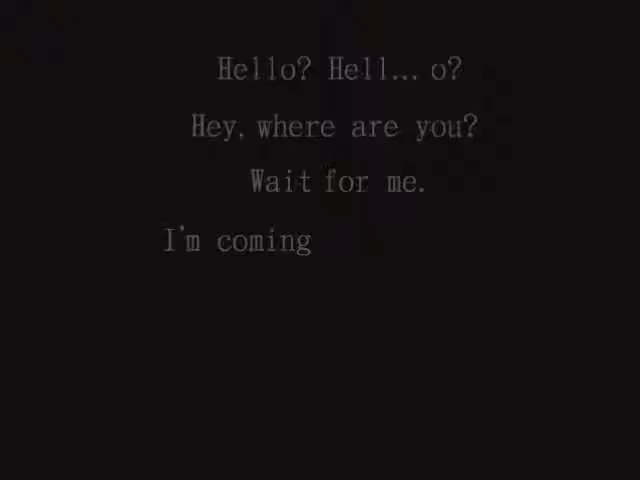 Hello? Hell... o?
Hey, where are you?
Wait for me.
I'm coming